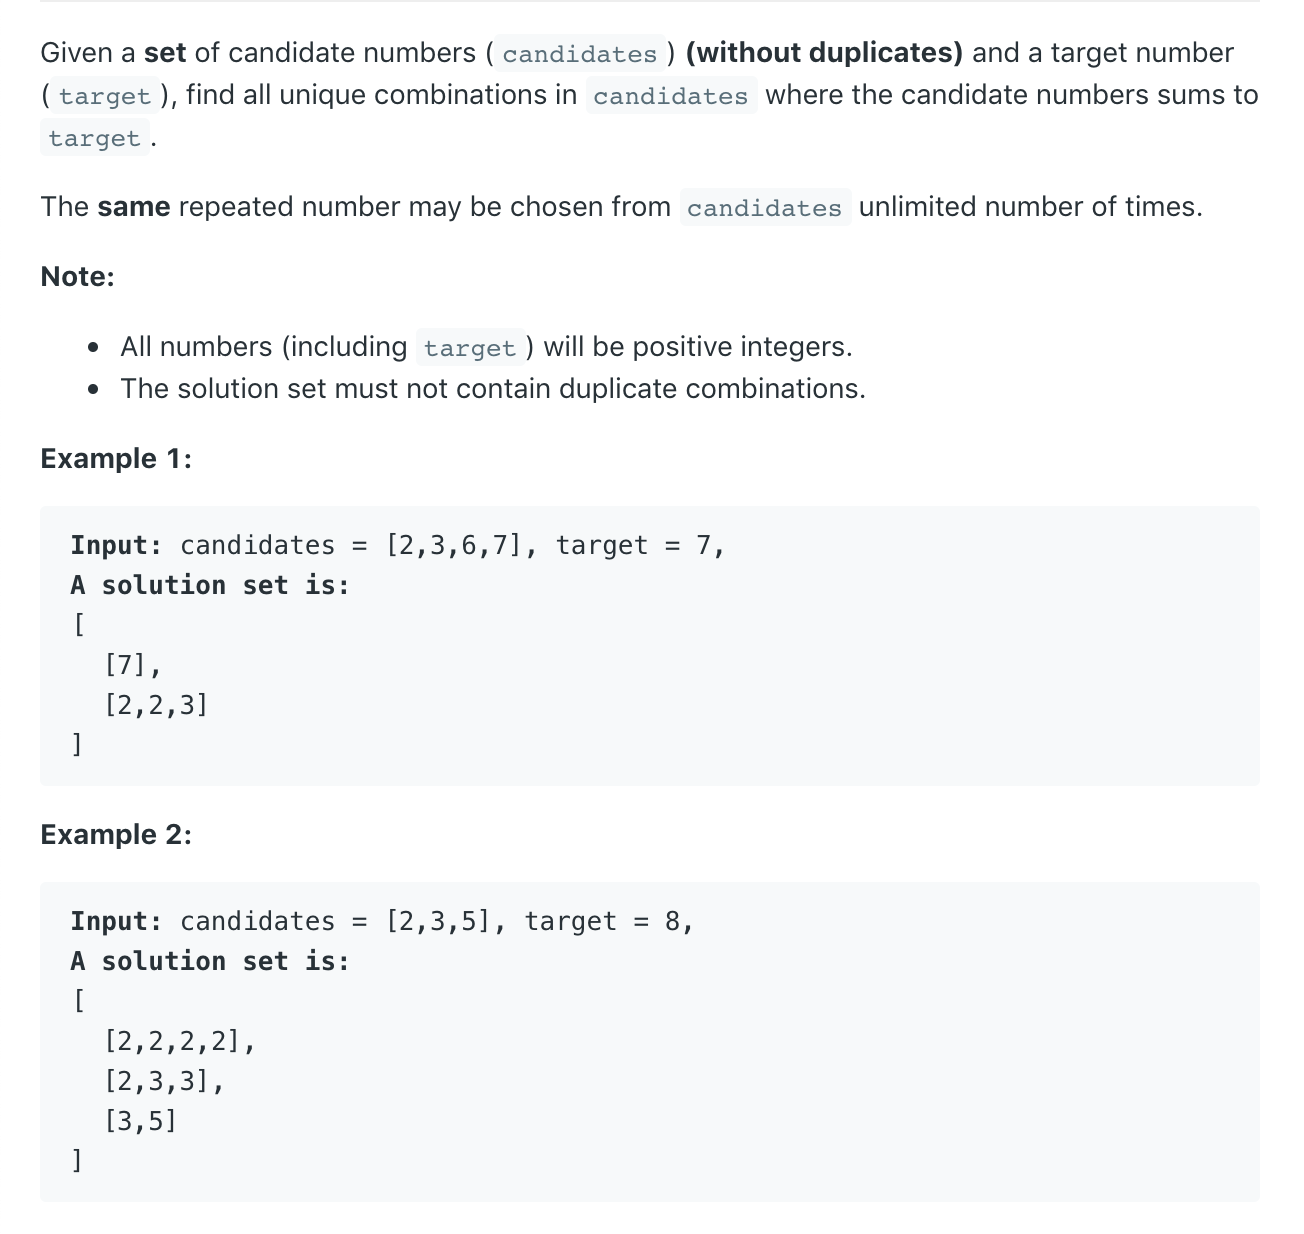 Given a set of candidate numbers (candidates) (without duplicates) and a target number
(target), find all unique combinations in candidates where the candidate numbers sums to
target.
The same repeated number may be chosen from candidates unlimited number of times.
Note:
• All numbers (including target) will be positive integers.
• The solution set must not contain duplicate combinations.
Example 1:
Input: candidates = [2,3,6,7], target = 7,
A solution set is:
[
  [7],
  [2,2,3]
]
Example 2:
Input: candidates = [2,3,5], target = 8,
A solution set is:
[
  [2,2,2,2],
  [2,3,3],
  [3,5]
]